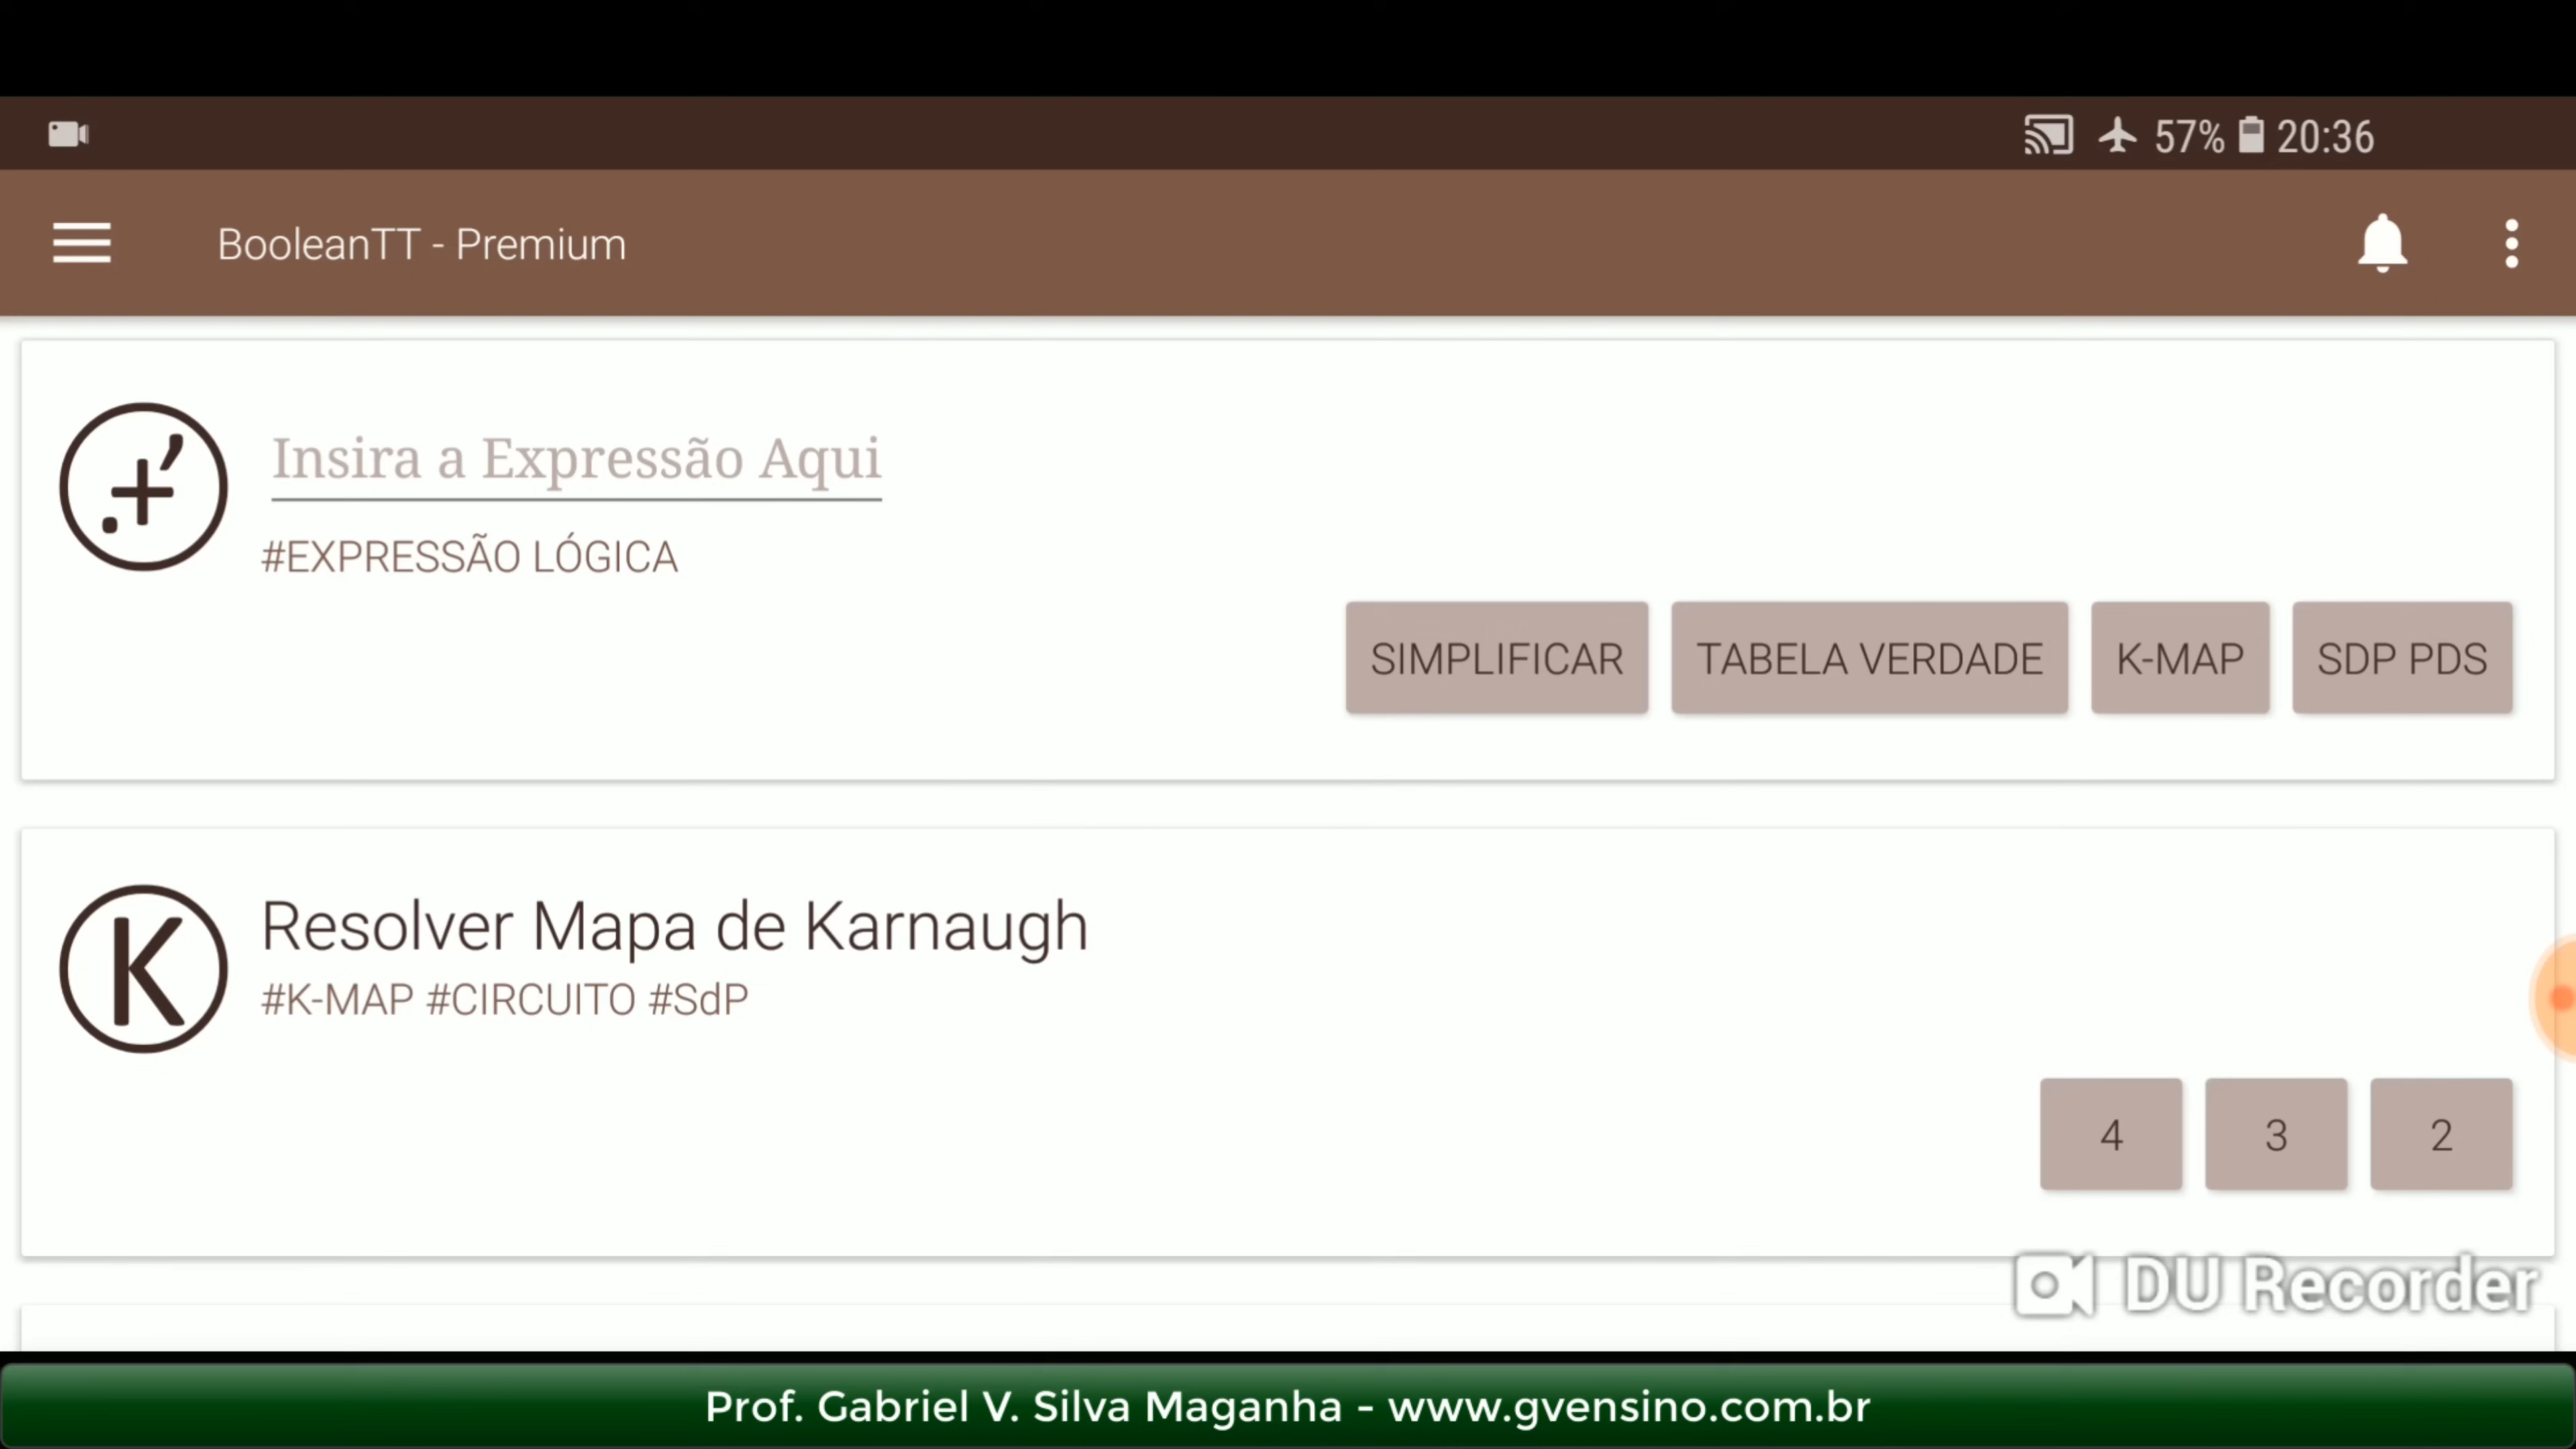 57% 20:36
BooleanTT - Premium
.+'
Insira a Expressão Aqui
#EXPRESSÃO LÓGICA
SIMPLIFICAR TABELA VERDADE K-MAP SDP PDS
K
Resolver Mapa de Karnaugh
#K-MAP #CIRCUITO #SdP
4 3 2
DU Recorder
Prof. Gabriel V. Silva Maganha - www.gvensino.com.br